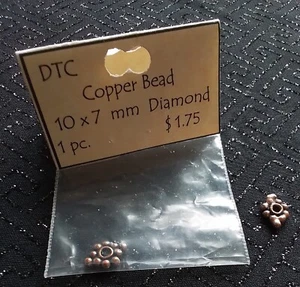 DTC
Copper Bead
10 x 7 mm Diamond
1 pc. $1.75